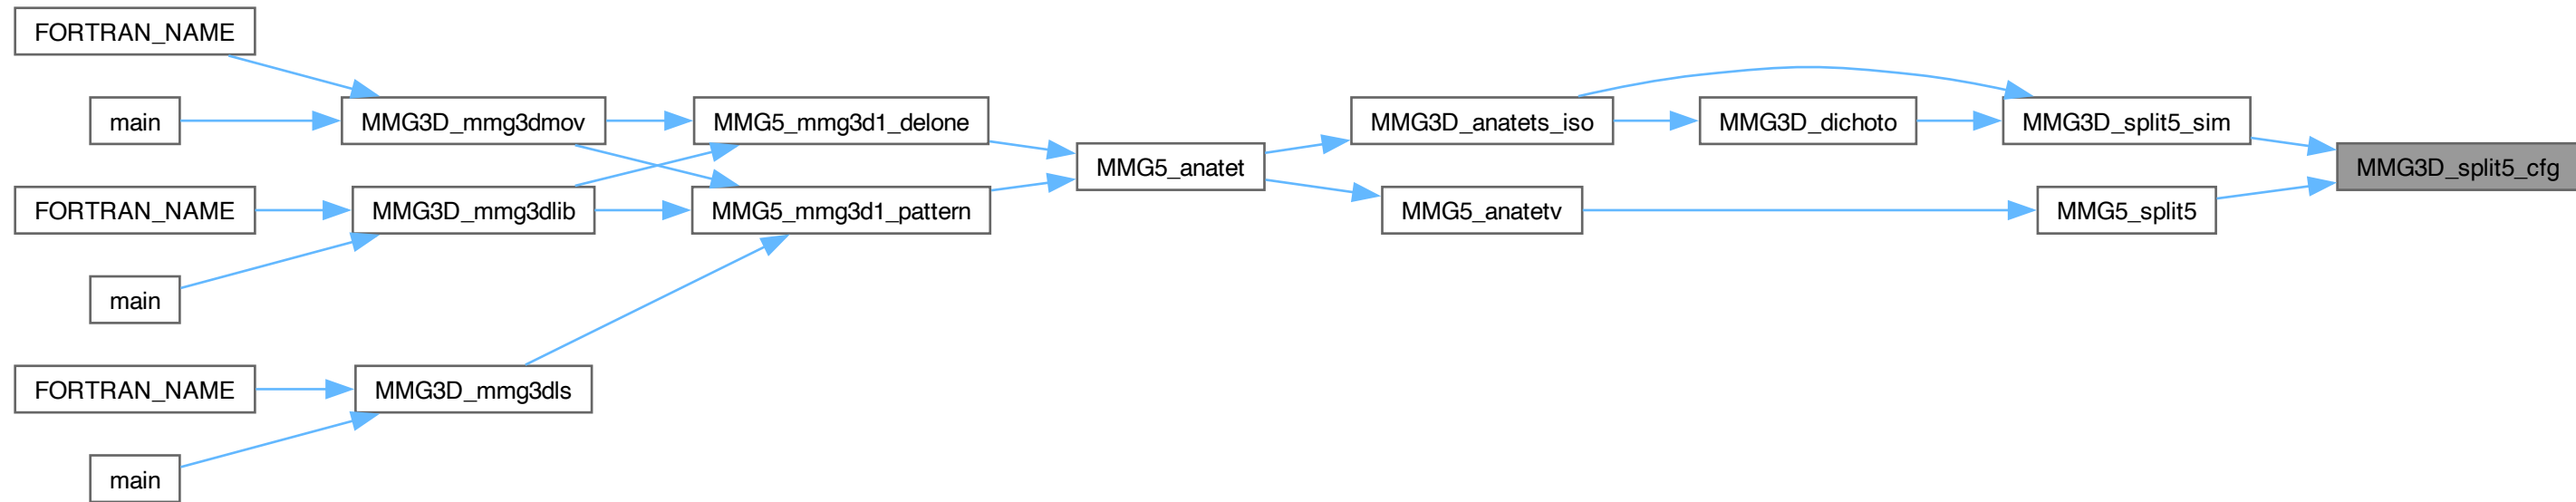 FORTRAN_NAME
main
MMG3D_mmg3dmov
MMG5_mmg3d1_delone
MMG3D_anatets_iso
MMG3D_dichoto
MMG3D_split5_sim
MMG5_anatet
MMG3D_split5_cfg
FORTRAN_NAME
MMG3D_mmg3dlib
MMG5_mmg3d1_pattern
MMG5_anatetv
MMG5_split5
main
FORTRAN_NAME
MMG3D_mmg3dls
main